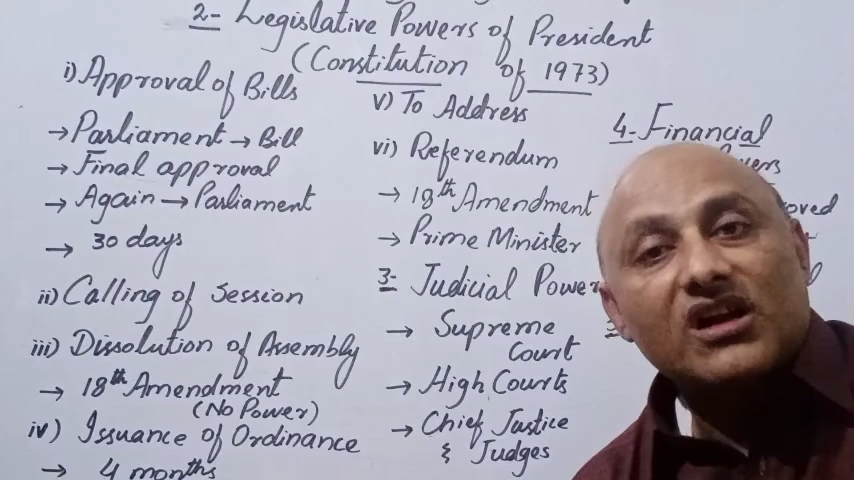 2- Legislative Powers of President
(Constitution of 1973)
i) Approval of Bills
→ Parliament → Bill
→ Final approval
→ Again → Parliament
→ 30 days
ii) Calling of Session
iii) Dissolution of Assembly
→ 18th Amendment
(No Power)
iv) Issuance of Ordinance
→ 4 months
v) To Address
vi) Referendum
→ 18th Amendment
→ Prime Minister
3- Judicial Power
→ Supreme
Court
→ High Courts
→ Chief Justice
& Judges
4- Financial